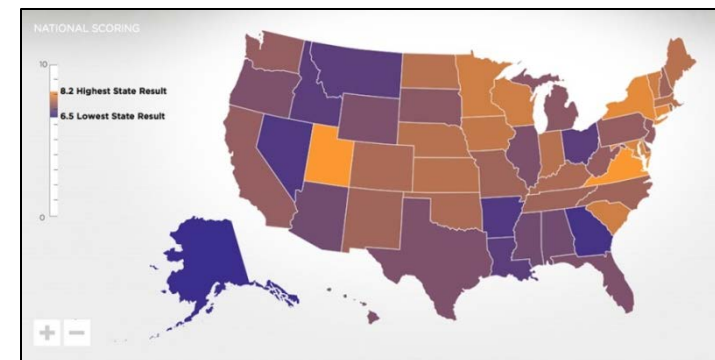 NATIONAL SCORING
10
8.2 Highest State Result
6.5 Lowest State Result
0
+ −